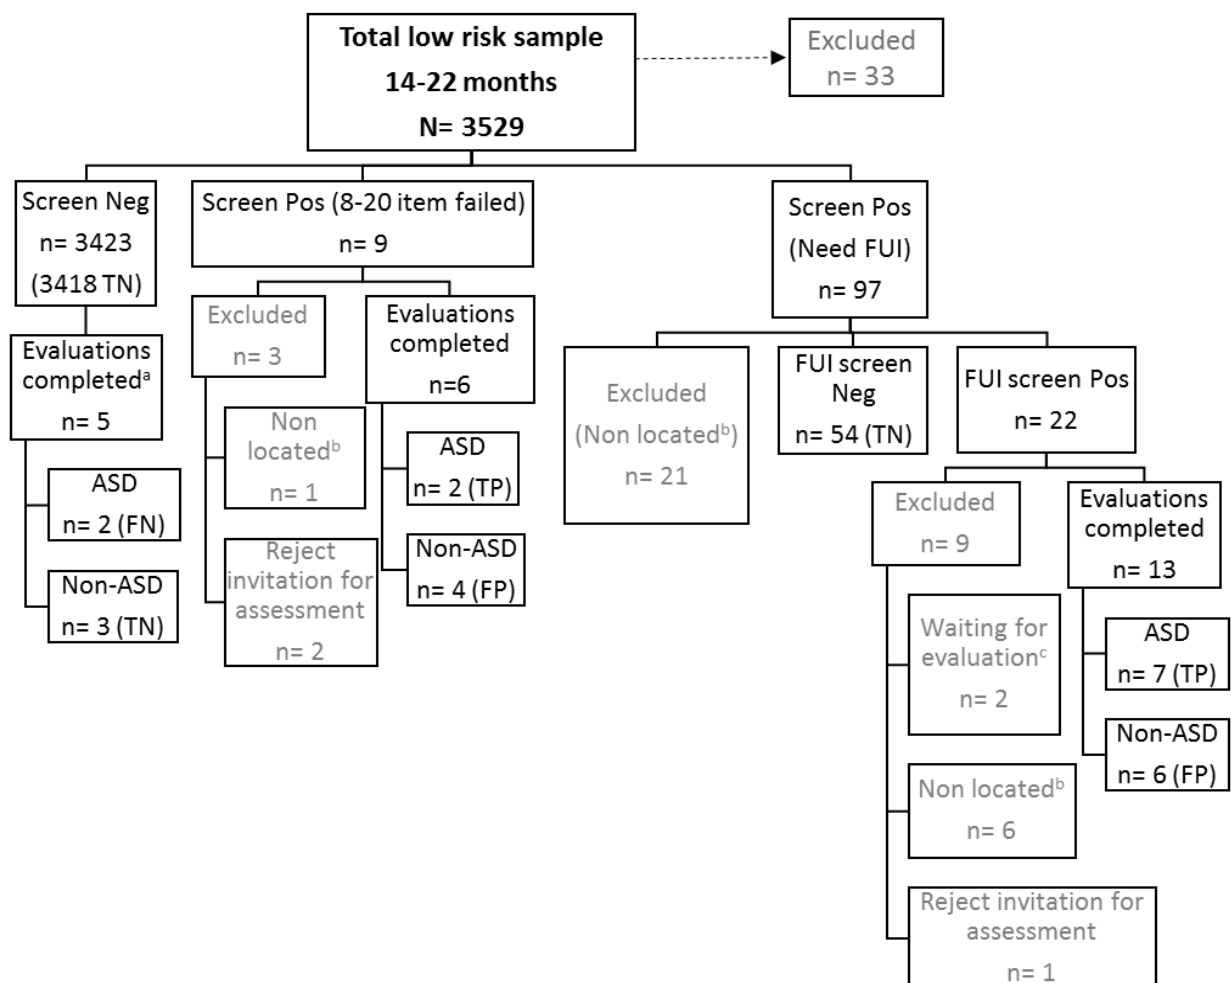 Total low risk sample
14-22 months
N= 3529
Excluded
n= 33
Screen Neg
n= 3423
(3418 TN)
Evaluations
completedᵃ
n= 5
ASD
n= 2 (FN)
Non-ASD
n= 3 (TN)
Screen Pos (8-20 item failed)
n= 9
Excluded
n= 3
Non
locatedᵇ
n= 1
Reject
invitation for
assessment
n= 2
Evaluations
completed
n=6
ASD
n= 2 (TP)
Non-ASD
n= 4 (FP)
Screen Pos
(Need FUI)
n= 97
Excluded
(Non locatedᵇ)
n= 21
FUI screen
Neg
n= 54 (TN)
FUI screen Pos
n= 22
Excluded
n= 9
Waiting for
evaluationᶜ
n= 2
Non locatedᵇ
n= 6
Reject invitation for
assessment
n= 1
Evaluations
completed
n= 13
ASD
n= 7 (TP)
Non-ASD
n= 6 (FP)